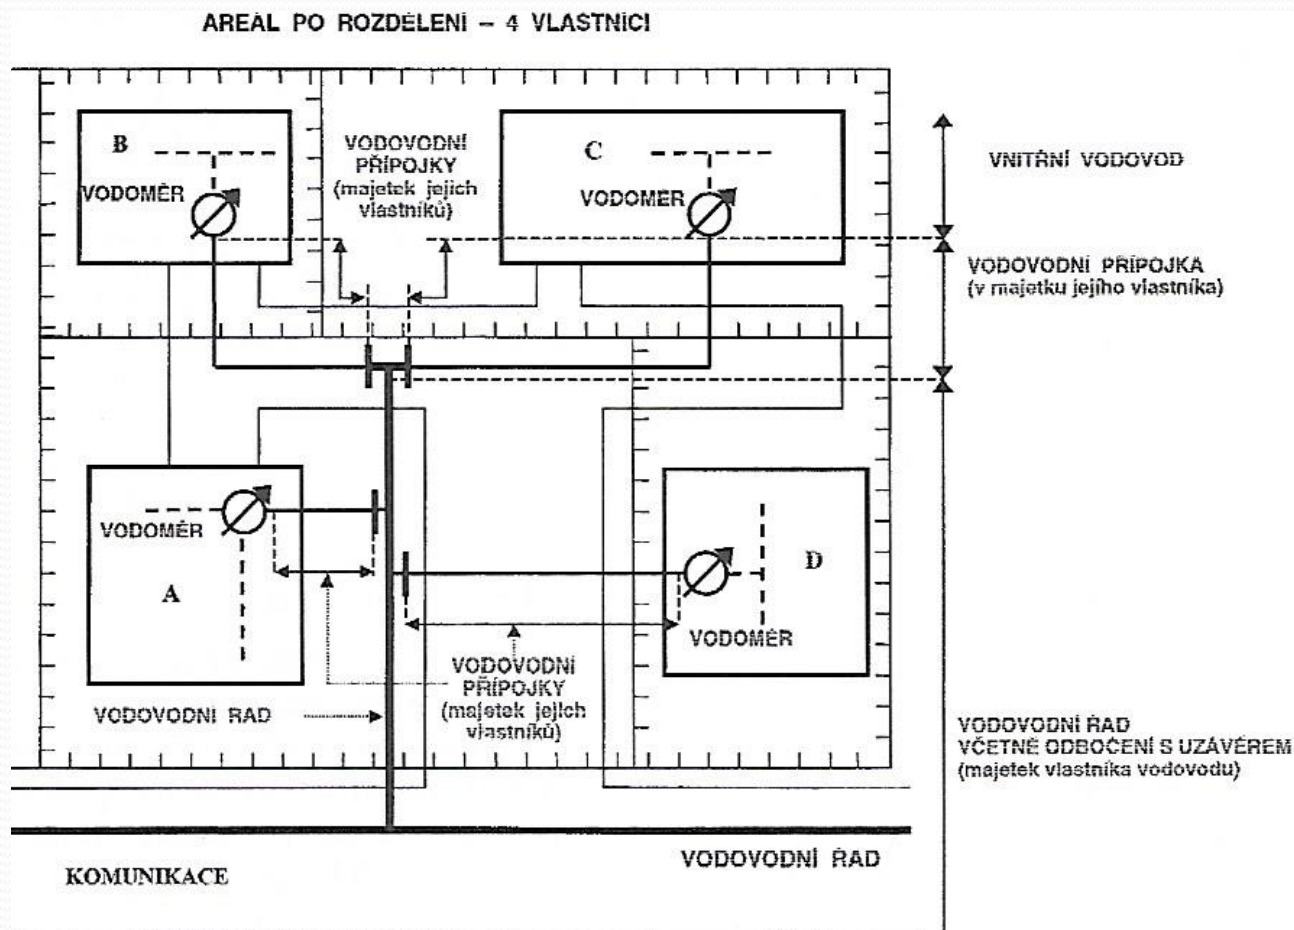 AREÁL PO ROZDĚLENÍ – 4 VLASTNÍCI
B
VODOMĚR
VODOVODNÍ
PŘÍPOJKY
(majetek jejich
vlastníků)
C
VODOMĚR
VNITŘNÍ VODOVOD
VODOVODNÍ PŘÍPOJKA
(v majetku jejího vlastníka)
VODOMĚR
A
D
VODOMĚR
VODOVODNÍ
PŘÍPOJKY
(majetek jejich
vlastníků)
VODOVODNÍ ŘAD
VODOVODNÍ ŘAD
VČETNĚ ODBOČENÍ S UZÁVĚREM
(majetek vlastníka vodovodu)
VODOVODNÍ ŘAD
KOMUNIKACE